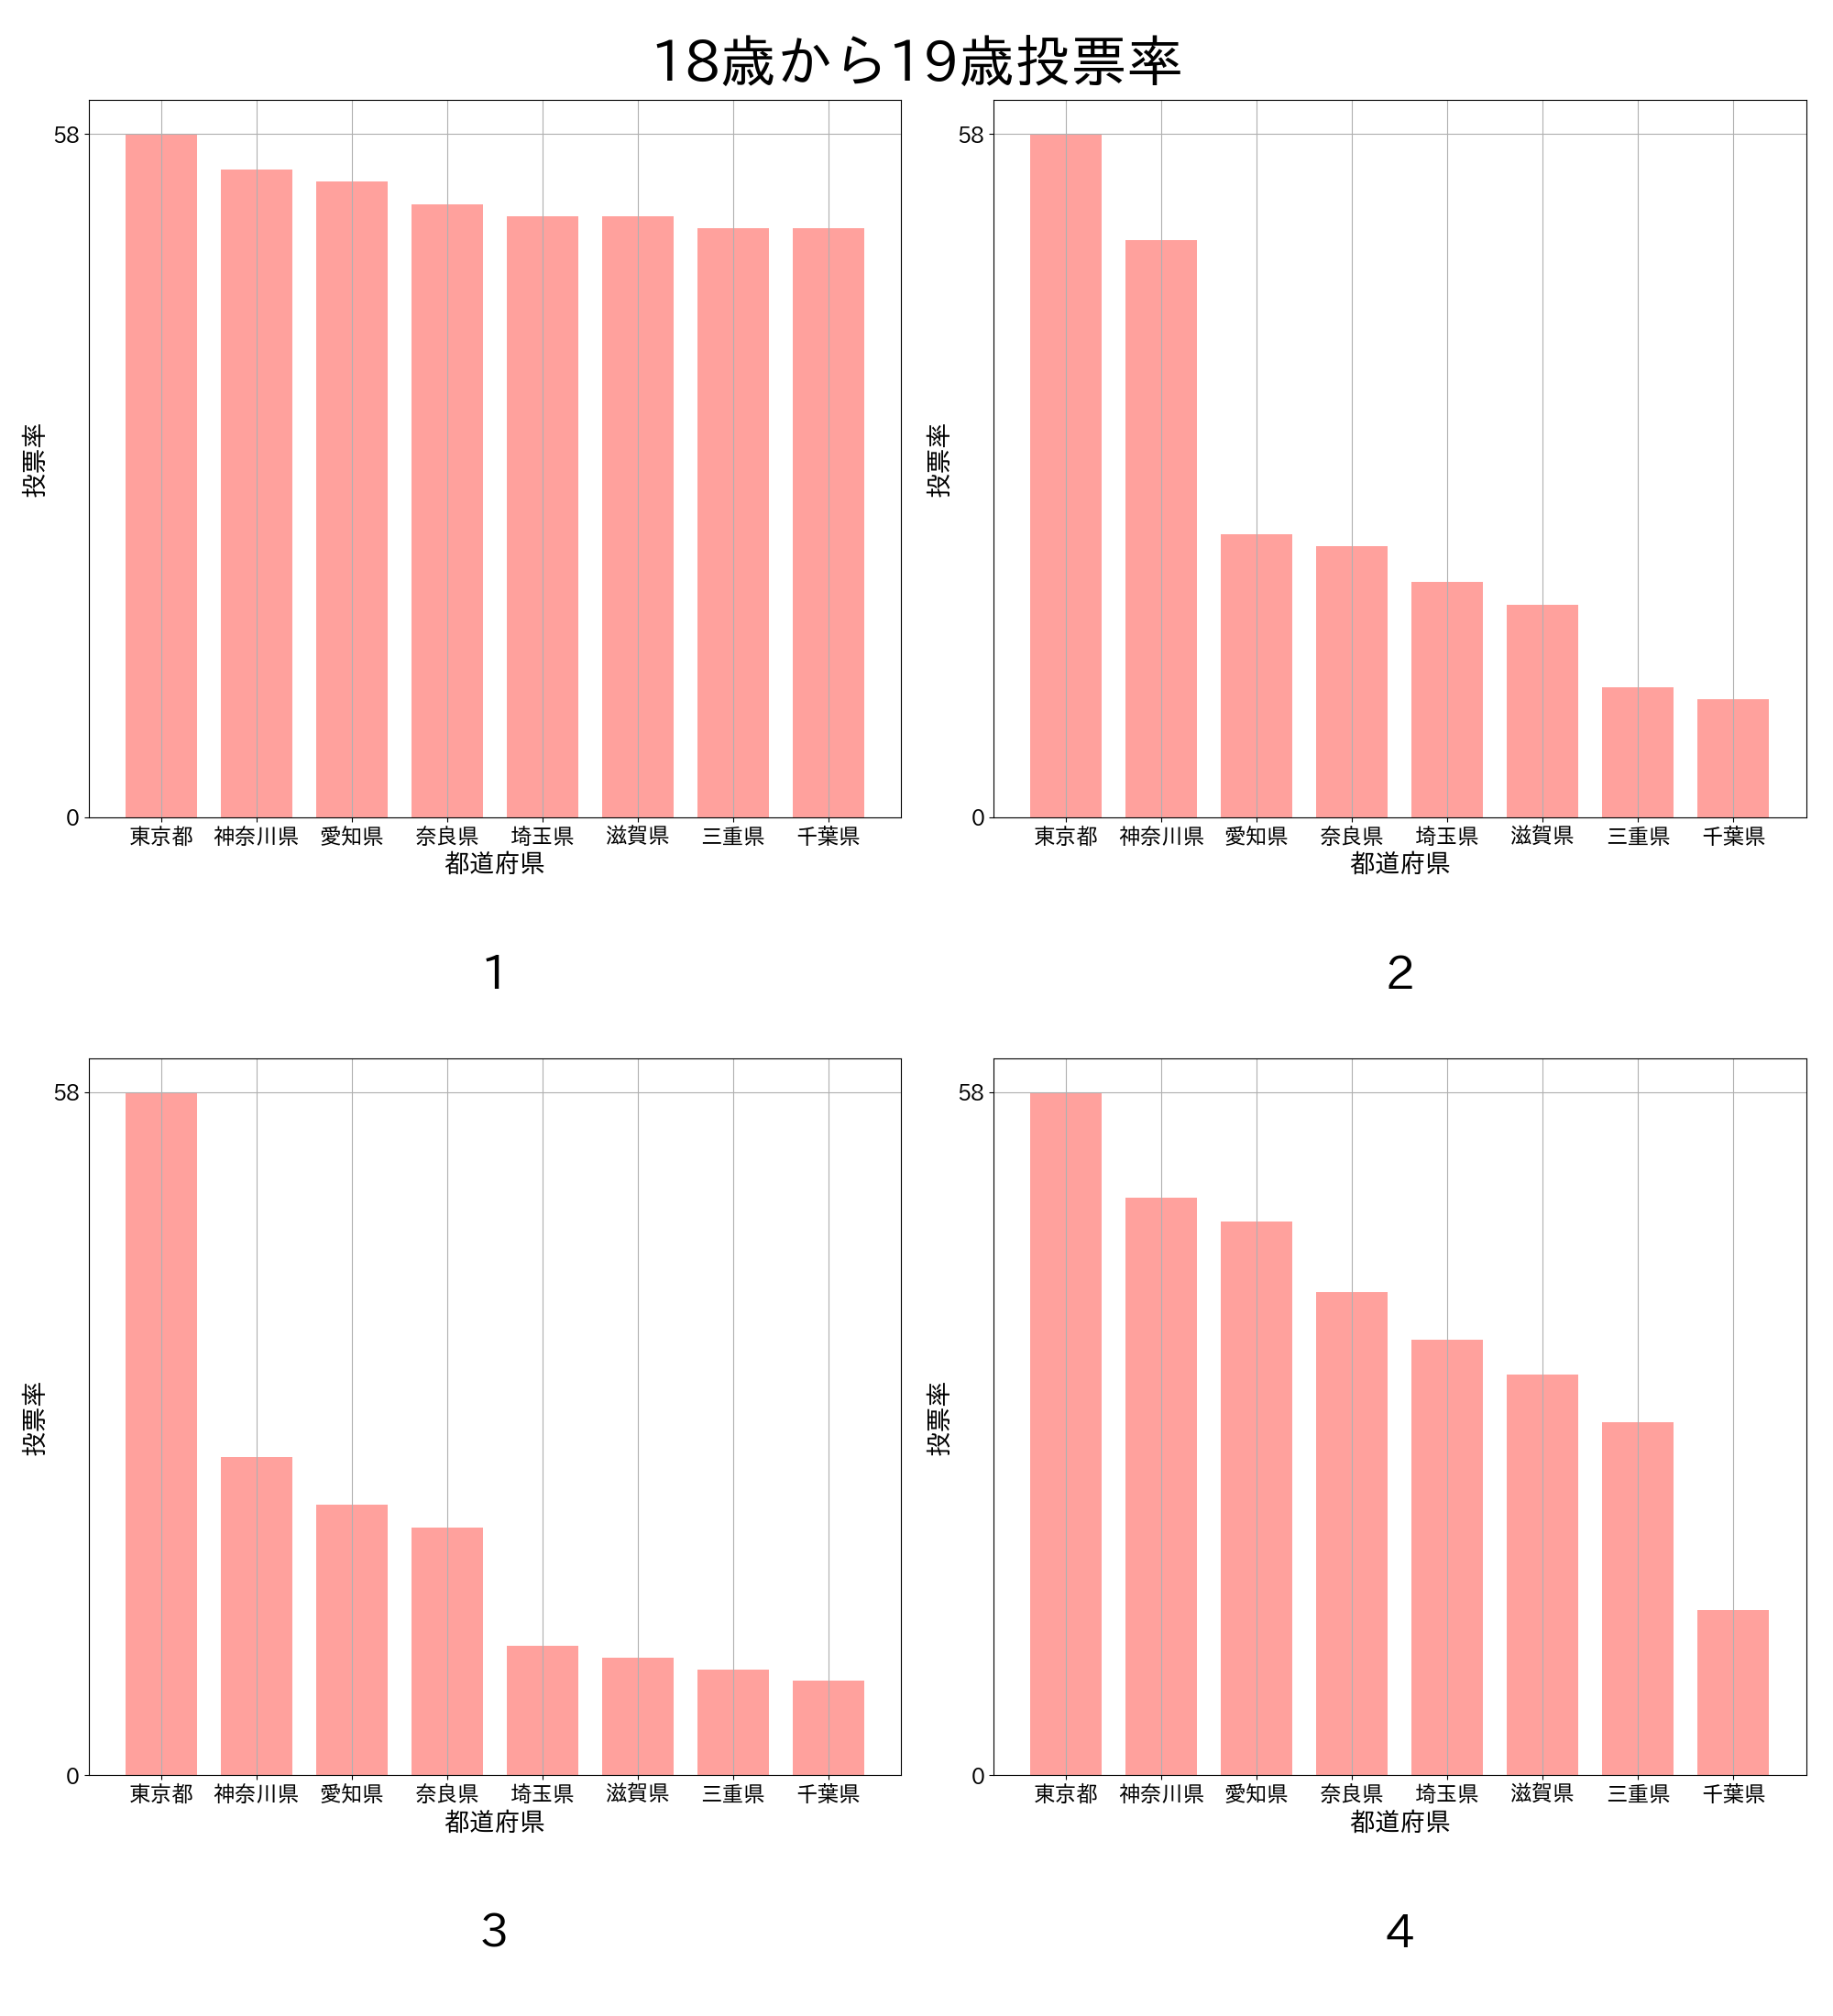 18歳から19歳投票率
58
0
投票率
東京都 神奈川県 愛知県 奈良県 埼玉県 滋賀県 三重県 千葉県
都道府県
1
58
0
投票率
東京都 神奈川県 愛知県 奈良県 埼玉県 滋賀県 三重県 千葉県
都道府県
2
58
0
投票率
東京都 神奈川県 愛知県 奈良県 埼玉県 滋賀県 三重県 千葉県
都道府県
3
58
0
投票率
東京都 神奈川県 愛知県 奈良県 埼玉県 滋賀県 三重県 千葉県
都道府県
4